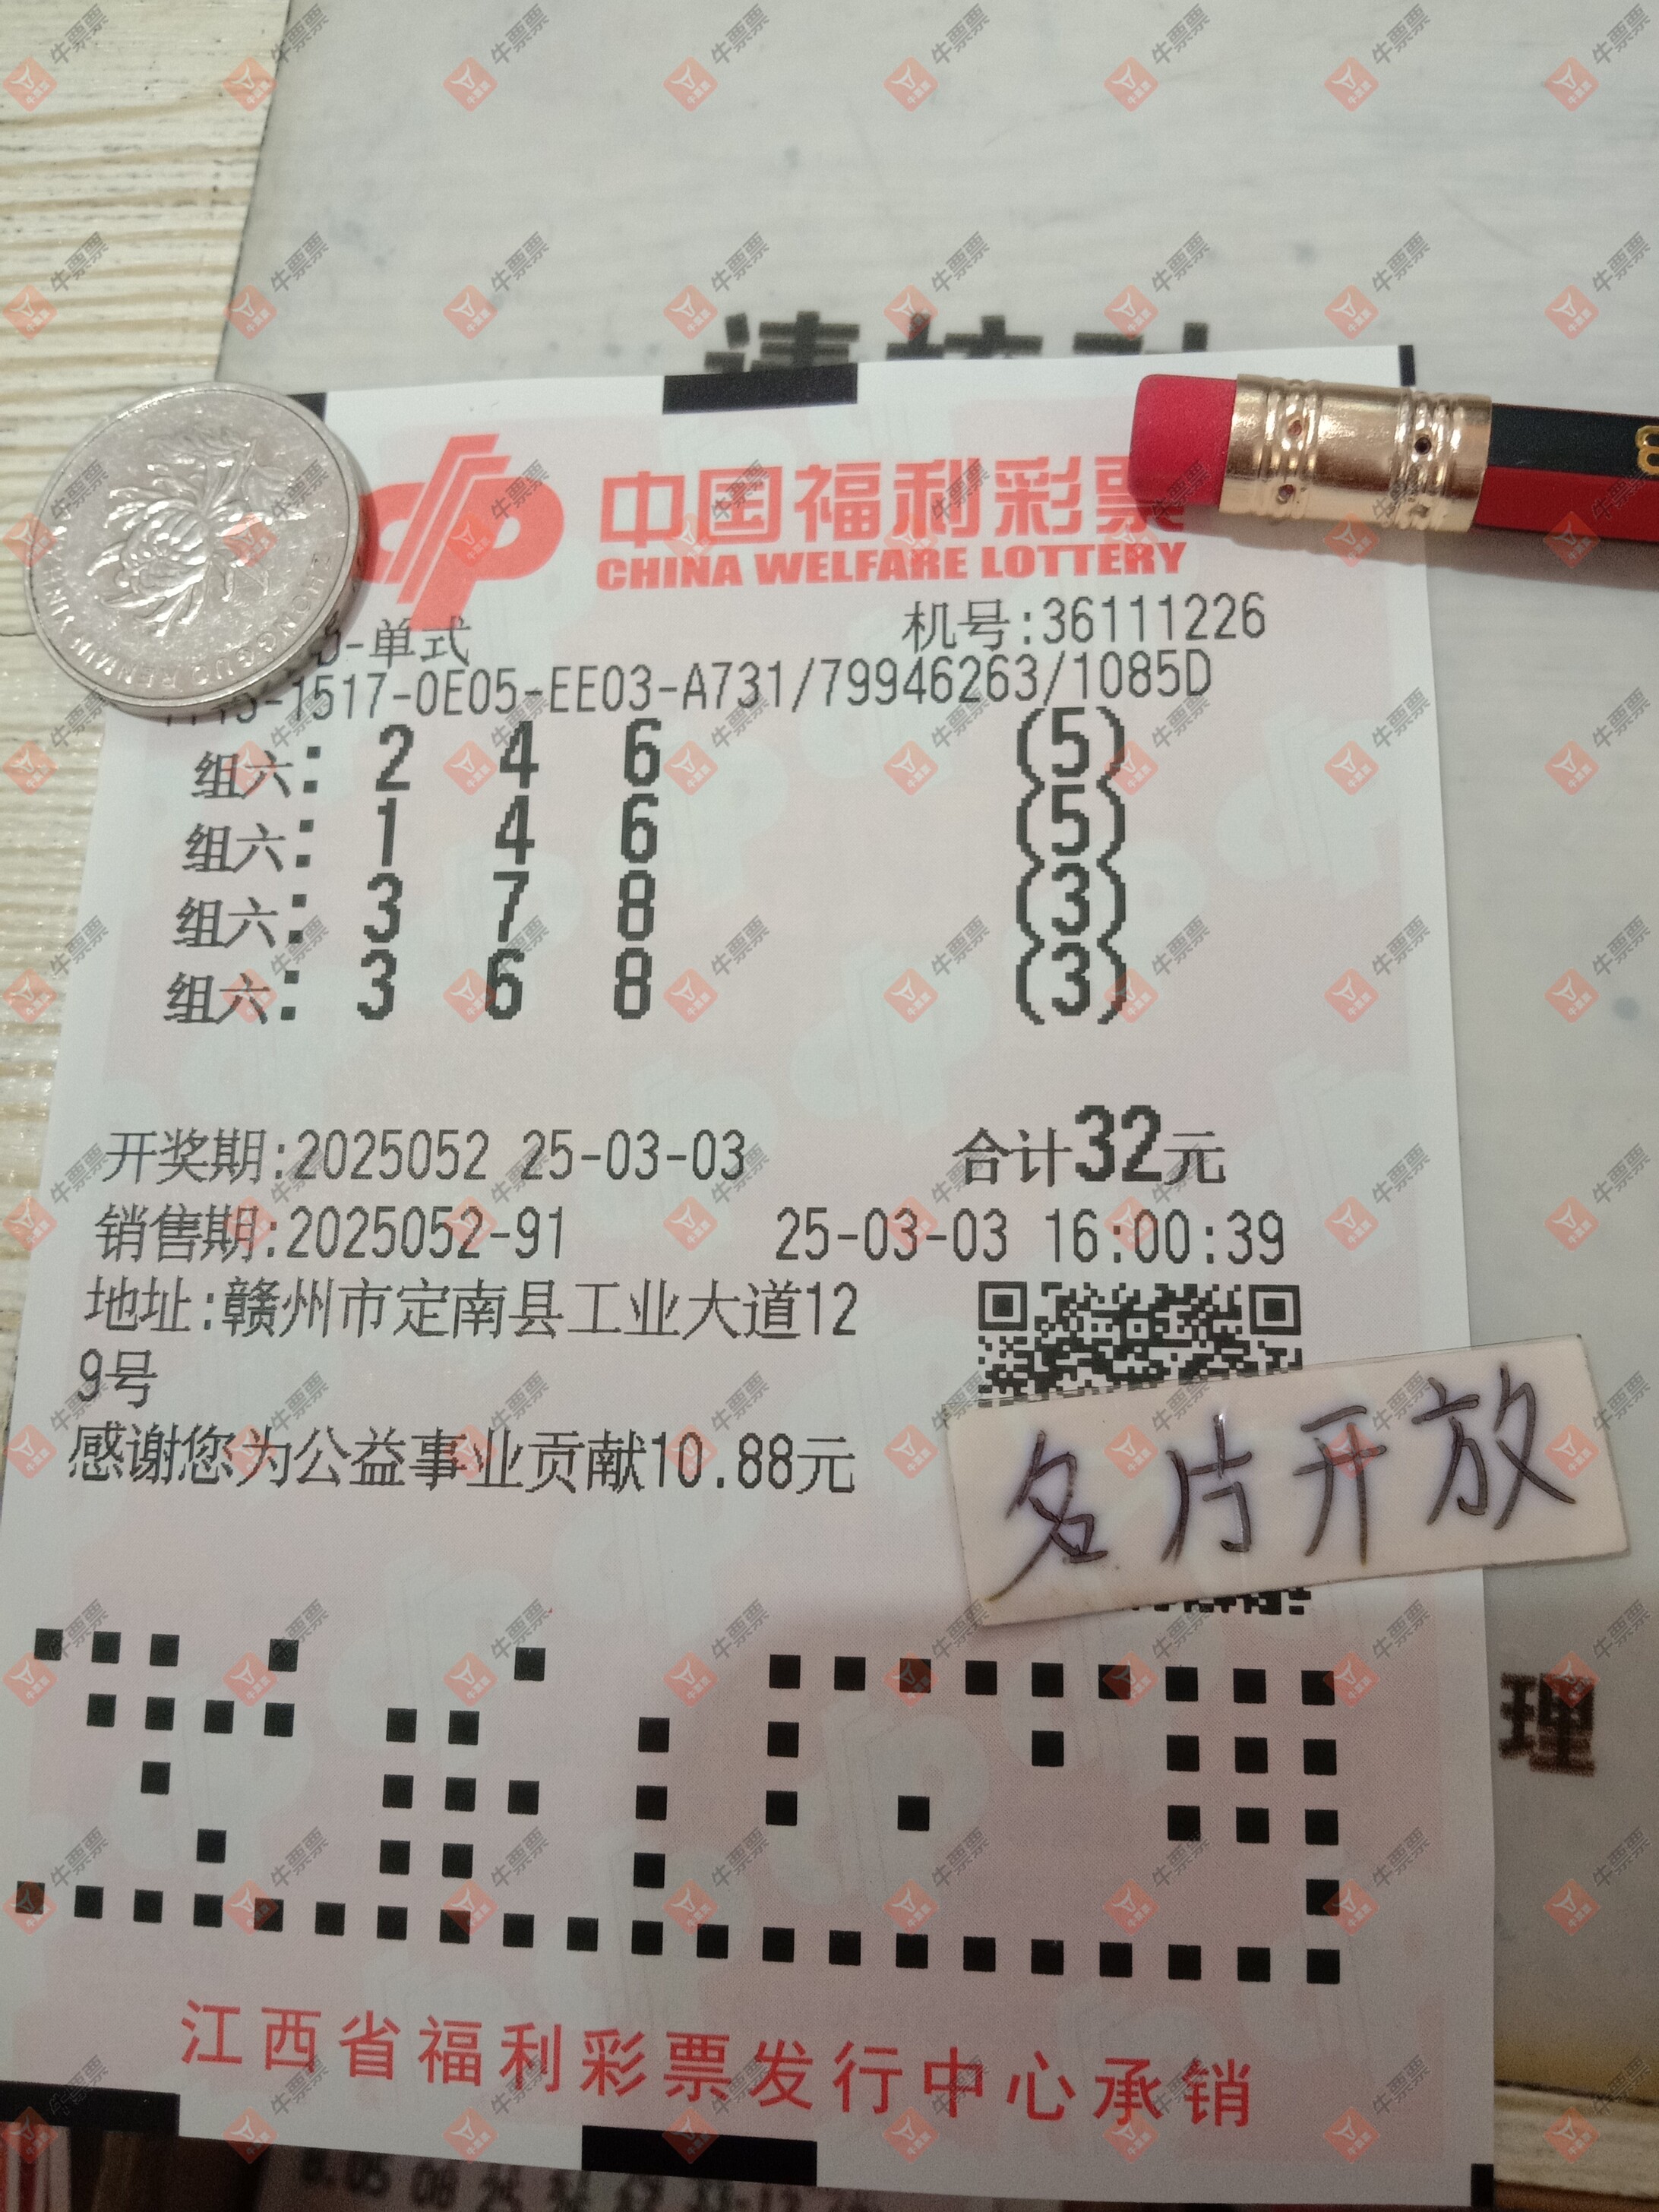 中国福利彩票
CHINA WELFARE LOTTERY
-单式 机号:36111226
-1517-0E05-EE03-A731/79946263/1085D
组六: 2 4 6 (5)
组六: 1 4 6 (5)
组六: 3 7 8 (3)
组六: 3 6 8 (3)
开奖期:2025052 25-03-03 合计32元
销售期:2025052-91 25-03-03 16:00:39
地址:赣州市定南县工业大道12
9号
感谢您为公益事业贡献10.88元
名片开放
理
江西省福利彩票发行中心承销
牛票票